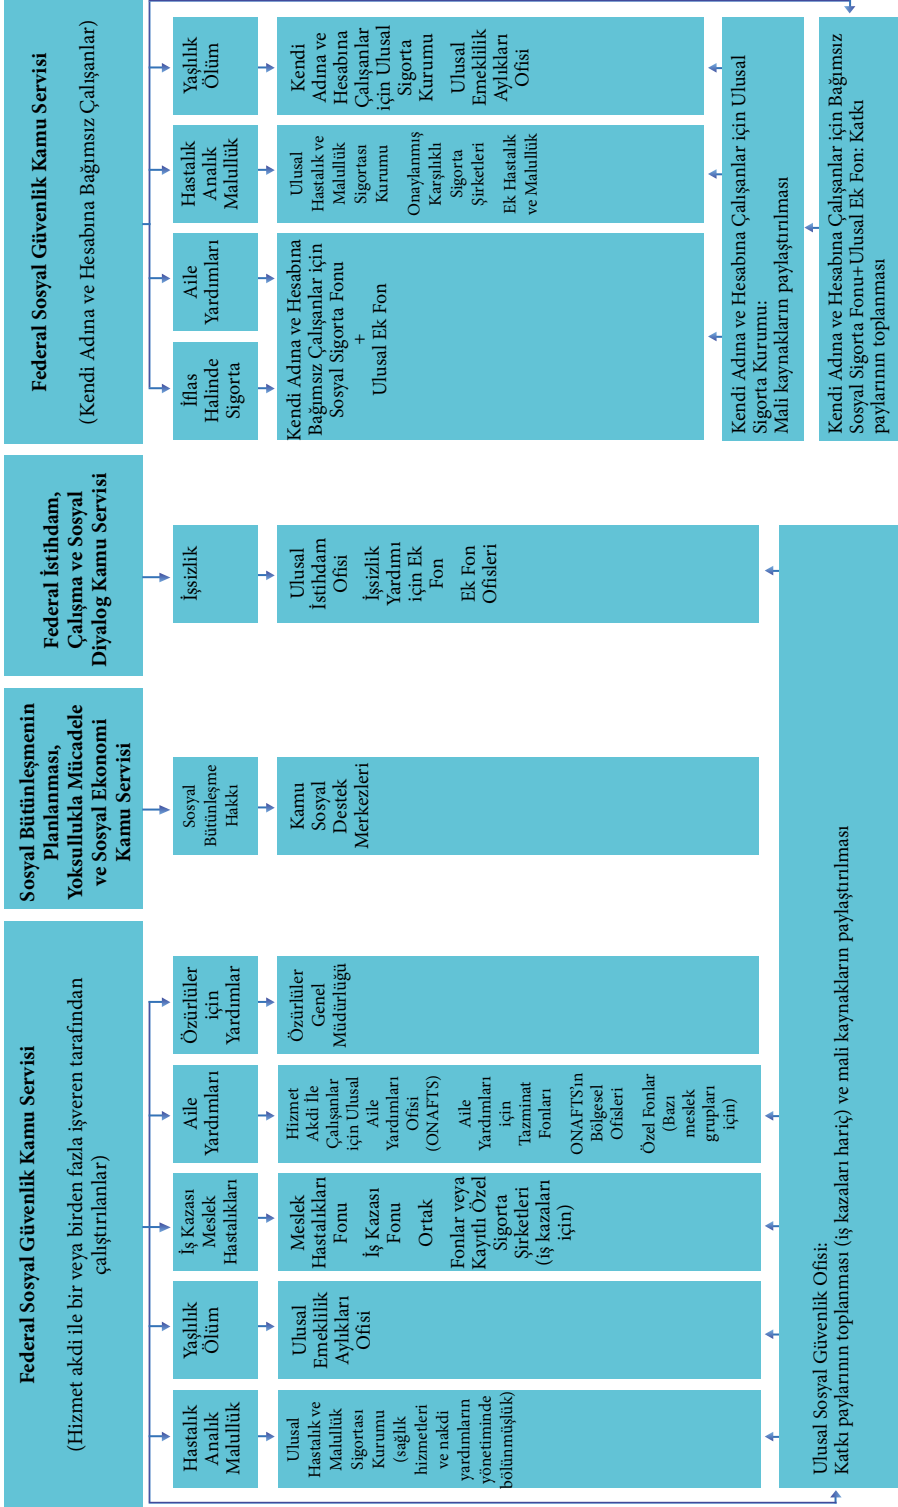 Federal Sosyal Güvenlik Kamu Servisi
(Hizmet akdi ile bir veya birden fazla işveren tarafından
çalıştırılanlar)
Sosyal Bütünleşmenin
Planlanması,
Yoksullukla Mücadele
ve Sosyal Ekonomi
Kamu Servisi
Federal İstihdam,
Çalışma ve Sosyal
Diyalog Kamu Servisi
Federal Sosyal Güvenlik Kamu Servisi
(Kendi Adına ve Hesabına Bağımsız Çalışanlar)
Hastalık
Analık
Malullük
Yaşlılık
Ölüm
İş Kazası
Meslek
Hastalıkları
Aile
Yardımları
Özürlüler
için
Yardımlar
Sosyal
Bütünleşme
Hakkı
İşsizlik
İflas
Halinde
Sigorta
Aile
Yardımları
Hastalık
Analık
Malullük
Yaşlılık
Ölüm
Ulusal
Hastalık ve
Malullük
Sigortası
Kurumu
(sağlık
hizmetleri
ve nakdi
yardımların
yönetiminde
bölünmüşlük)
Ulusal
Emeklilik
Aylıkları
Ofisi
Meslek
Hastalıkları
Fonu
İş Kazası
Fonu
Ortak
Fonlar veya
Kayıtlı Özel
Sigorta
Şirketleri
(iş kazaları
için)
Hizmet
Akdi İle
Çalışanlar
için Ulusal
Aile
Yardımları
Ofisi
(ONAFTS)
Aile
Yardımları
için
Tazminat
Fonları
ONAFTS'ın
Bölgesel
Ofisleri
Özel Fonlar
(Bazı
meslek
grupları
için)
Özürlüler
Genel
Müdürlüğü
Kamu
Sosyal
Destek
Merkezleri
Ulusal
İstihdam
Ofisi
İşsizlik
Yardımı
için Ek
Fon
Ek Fon
Ofisleri
Kendi Adına ve Hesabına
Bağımsız Çalışanlar için
Sosyal Sigorta Fonu
+
Ulusal Ek Fon
Ulusal
Hastalık ve
Malullük
Sigortası
Kurumu
Onaylanmış
Karşılıklı
Sigorta
Şirketleri
Ek Hastalık
ve Malullük
Kendi
Adına ve
Hesabına
Çalışanlar
için Ulusal
Sigorta
Kurumu
Ulusal
Emeklilik
Aylıkları
Ofisi
Ulusal Sosyal Güvenlik Ofisi:
Katkı paylarının toplanması (iş kazaları hariç) ve mali kaynakların paylaştırılması
Kendi Adına ve Hesabına Çalışanlar için Ulusal
Sigorta Kurumu:
Mali kaynakların paylaştırılması
Kendi Adına ve Hesabına Çalışanlar için Bağımsız
Sosyal Sigorta Fonu+Ulusal Ek Fon: Katkı
paylarının toplanması